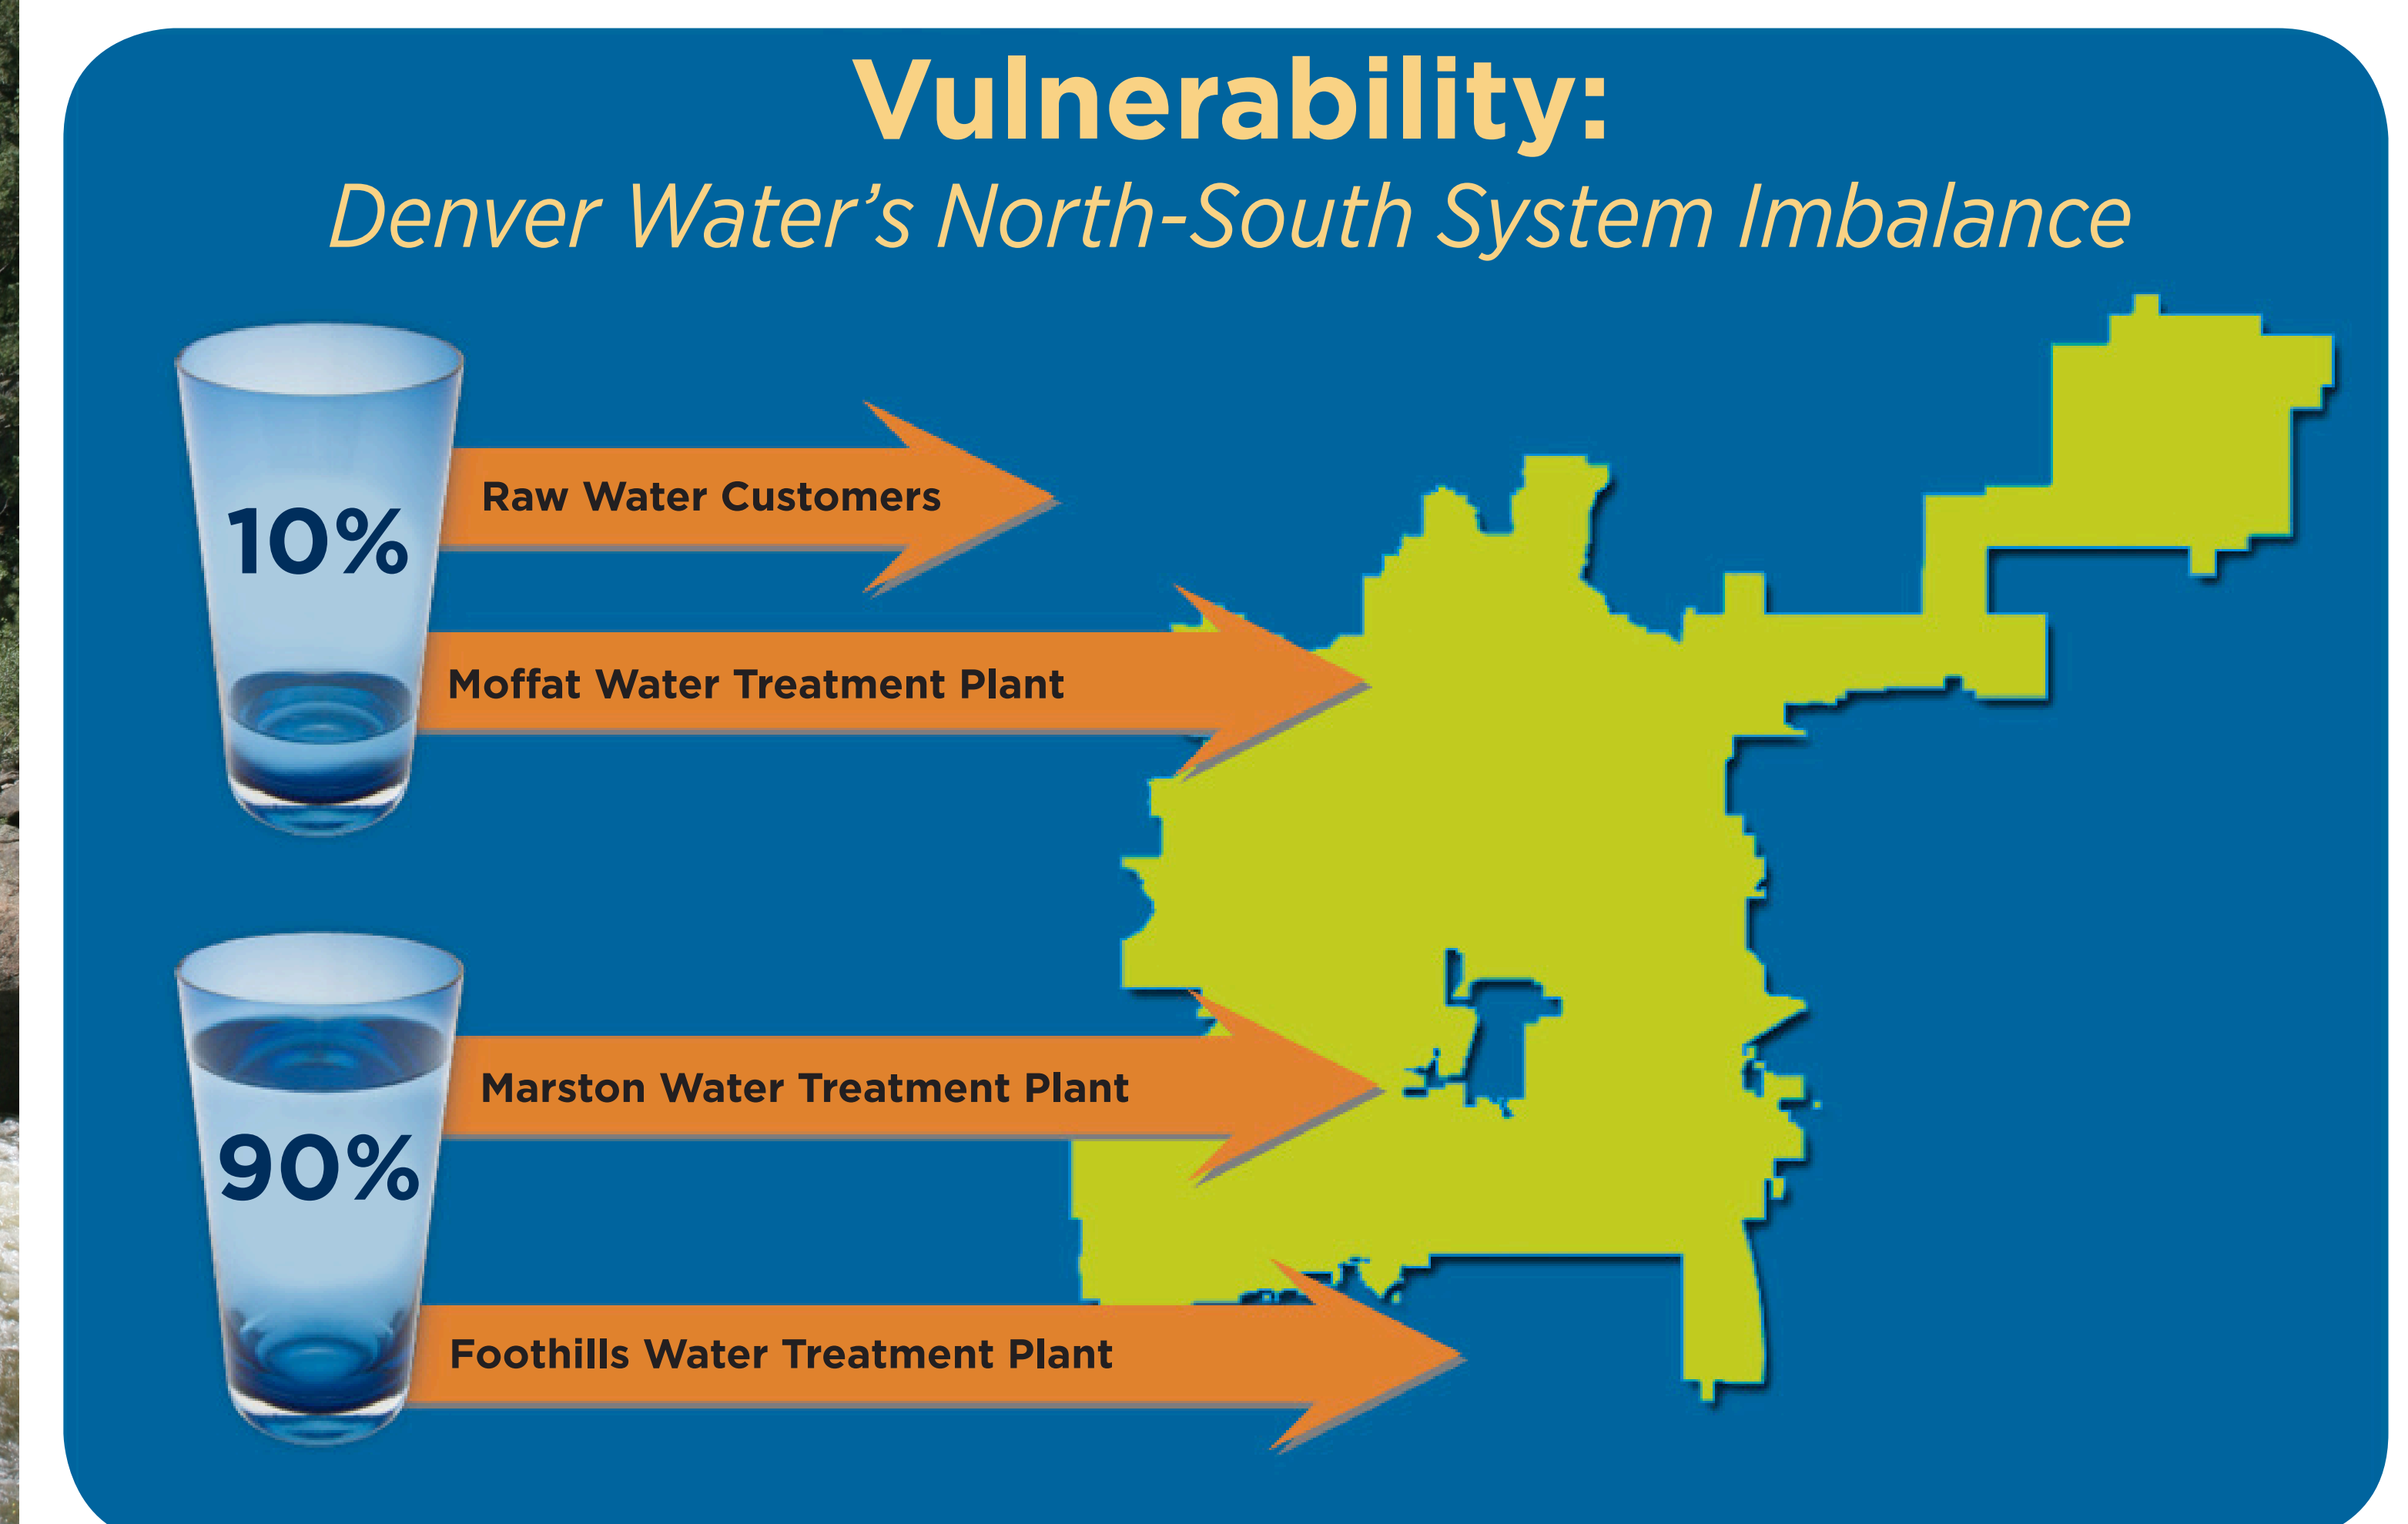 Vulnerability:
Denver Water's North-South System Imbalance
10%
Raw Water Customers
Moffat Water Treatment Plant
90%
Marston Water Treatment Plant
Foothills Water Treatment Plant